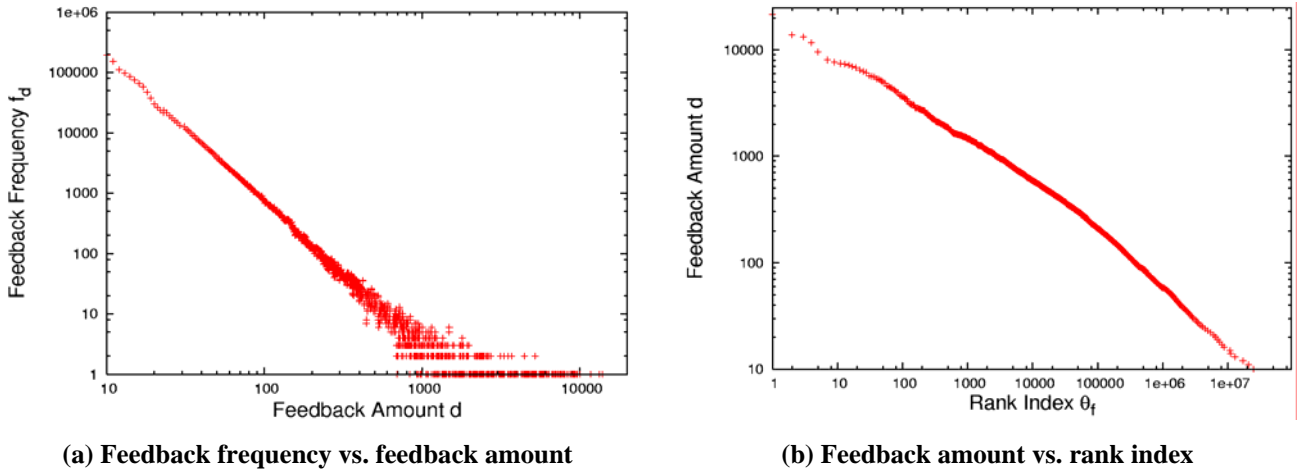 1e+06
100000
10000
1000
100
10
1
10 100 1000 10000
Feedback Frequency f_d
Feedback Amount d
(a) Feedback frequency vs. feedback amount
10000
1000
100
10
1 10 100 1000 10000 100000 1e+06 1e+07
Feedback Amount d
Rank Index θ_f
(b) Feedback amount vs. rank index